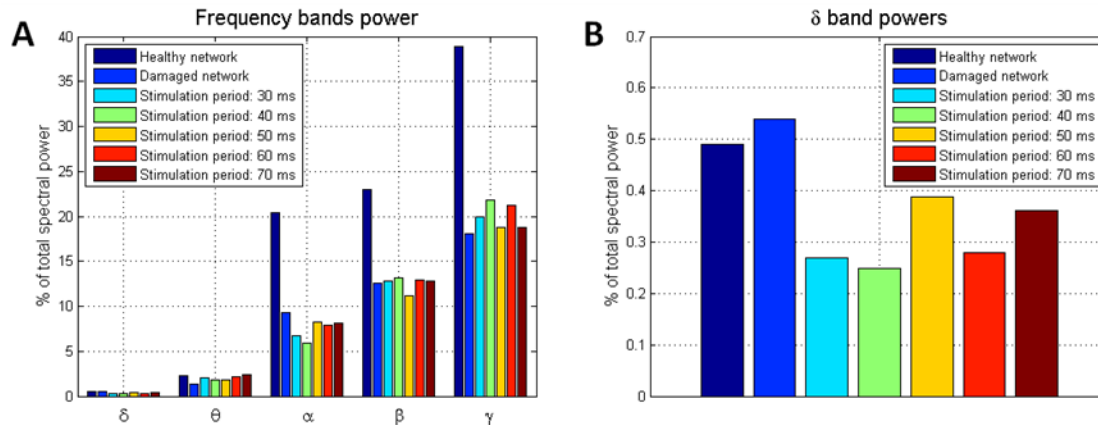 A
Frequency bands power
% of total spectral power
40
35
30
25
20
15
10
5
0
Healthy network
Damaged network
Stimulation period: 30 ms
Stimulation period: 40 ms
Stimulation period: 50 ms
Stimulation period: 60 ms
Stimulation period: 70 ms
δ θ α β γ
B
δ band powers
% of total spectral power
0.7
0.6
0.5
0.4
0.3
0.2
0.1
0
Healthy network
Damaged network
Stimulation period: 30 ms
Stimulation period: 40 ms
Stimulation period: 50 ms
Stimulation period: 60 ms
Stimulation period: 70 ms